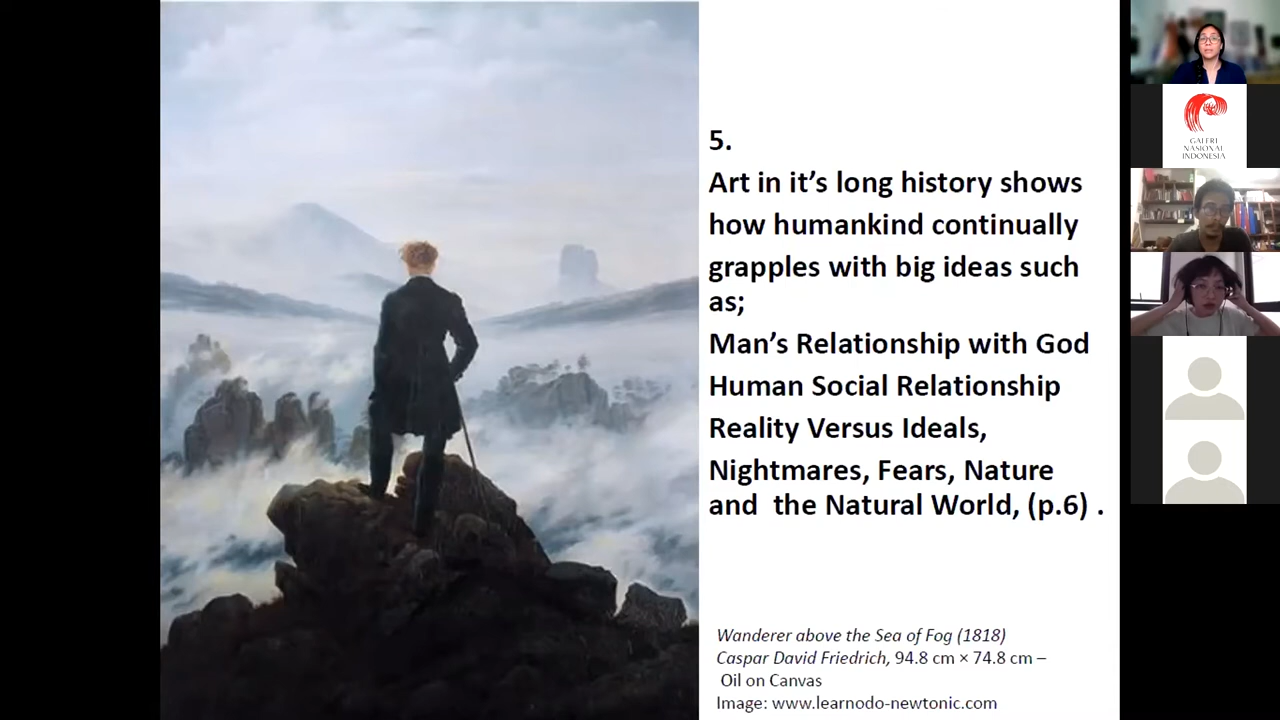 5.
Art in it’s long history shows
how humankind continually
grapples with big ideas such
as;
Man’s Relationship with God
Human Social Relationship
Reality Versus Ideals,
Nightmares, Fears, Nature
and the Natural World, (p.6) .
Wanderer above the Sea of Fog (1818)
Caspar David Friedrich, 94.8 cm × 74.8 cm –
Oil on Canvas
Image: www.learnodo-newtonic.com
GALERI
NASIONAL
INDONESIA